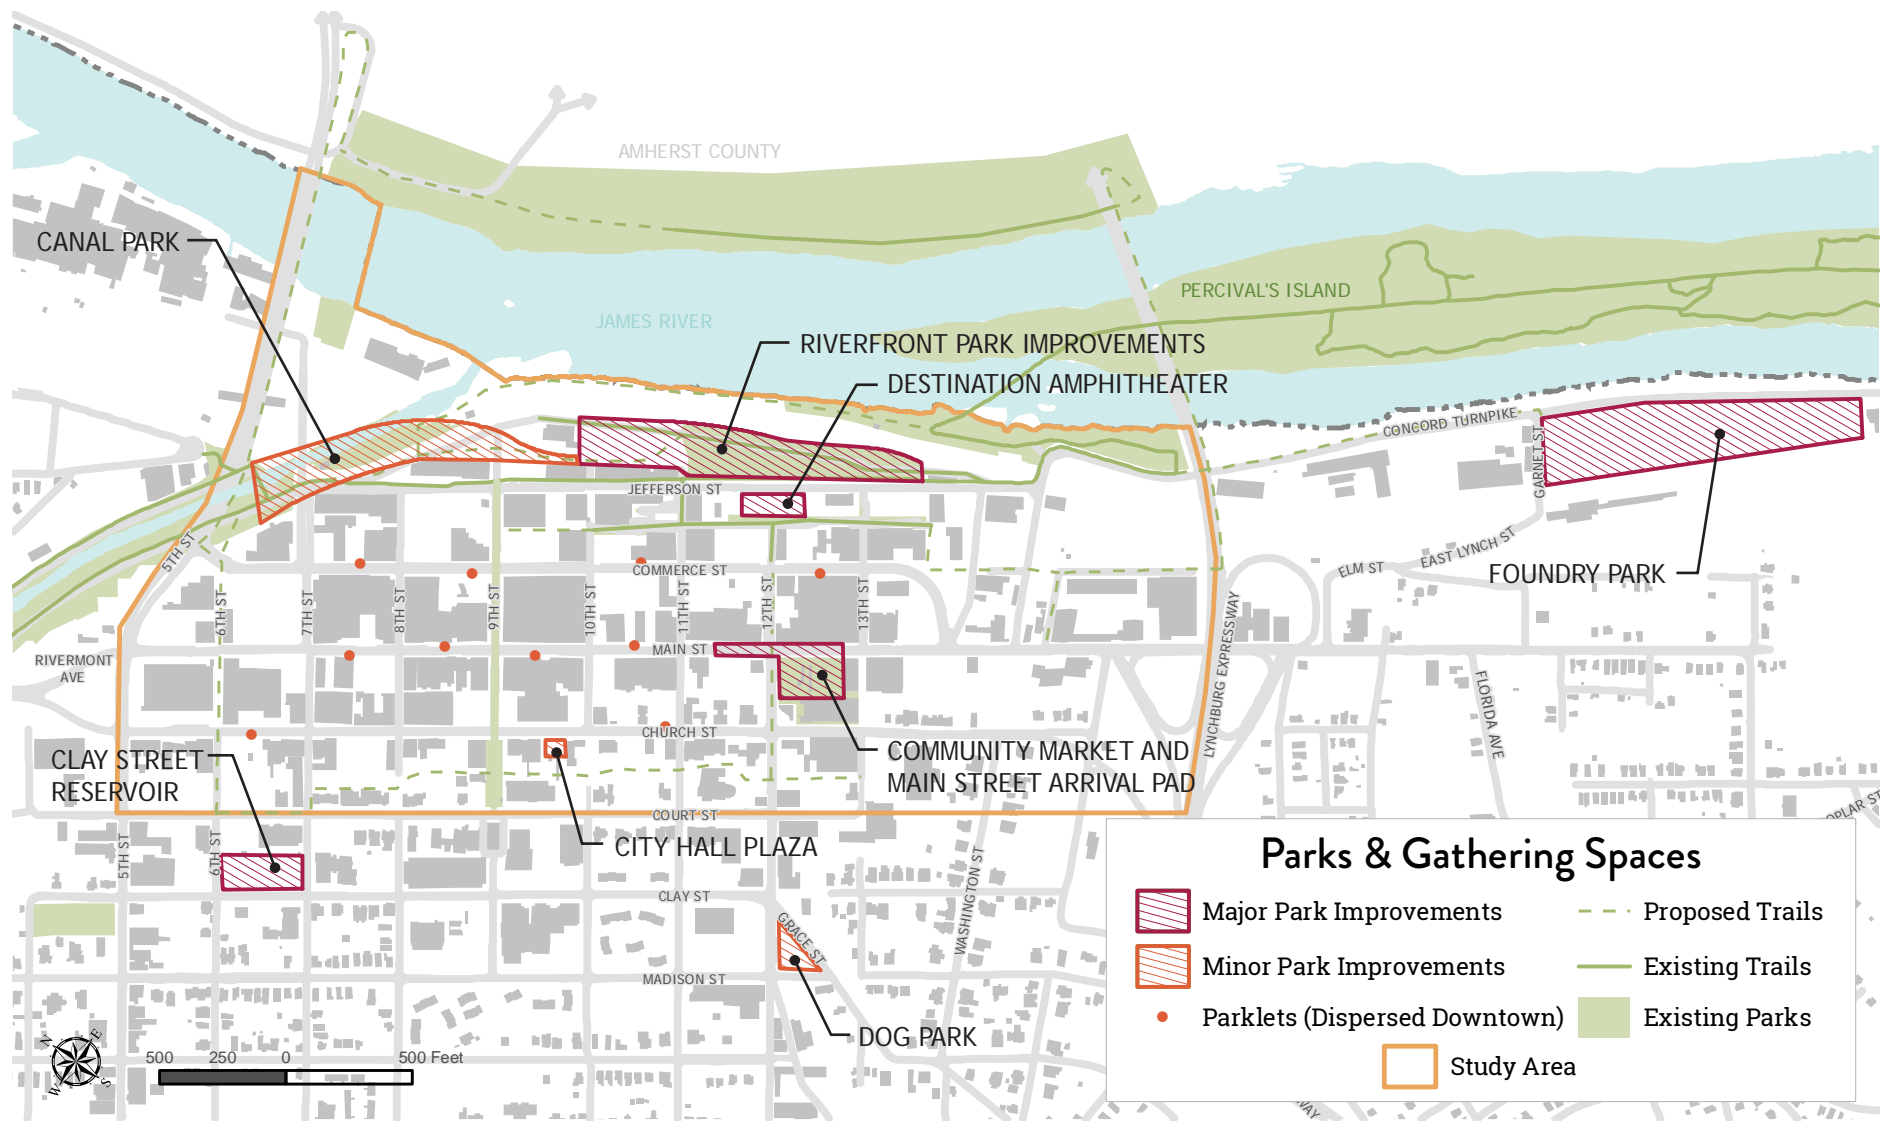 AMHERST COUNTY
CANAL PARK
PERCIVAL'S ISLAND
JAMES RIVER
RIVERFRONT PARK IMPROVEMENTS
DESTINATION AMPHITHEATER
CONCORD TURNPIKE
GARNET ST
JEFFERSON ST
5TH ST
EAST LYNCH ST
ELM ST
FOUNDRY PARK
COMMERCE ST
6TH ST
7TH ST
8TH ST
9TH ST
10TH ST
11TH ST
12TH ST
13TH ST
LYNCHBURG EXPRESSWAY
RIVERMONT
AVE
MAIN ST
FLORIDA AVE
CHURCH ST
CLAY STREET
RESERVOIR
COMMUNITY MARKET AND
MAIN STREET ARRIVAL PAD
OPLAR ST
COURT ST
CITY HALL PLAZA
5TH ST
6TH ST
WASHINGTON ST
CLAY ST
GRACE ST
MADISON ST
DOG PARK
N
E
W
S
500 250 0 500 Feet
Parks & Gathering Spaces
Major Park Improvements
Proposed Trails
Minor Park Improvements
Existing Trails
Parklets (Dispersed Downtown)
Existing Parks
Study Area
WAY